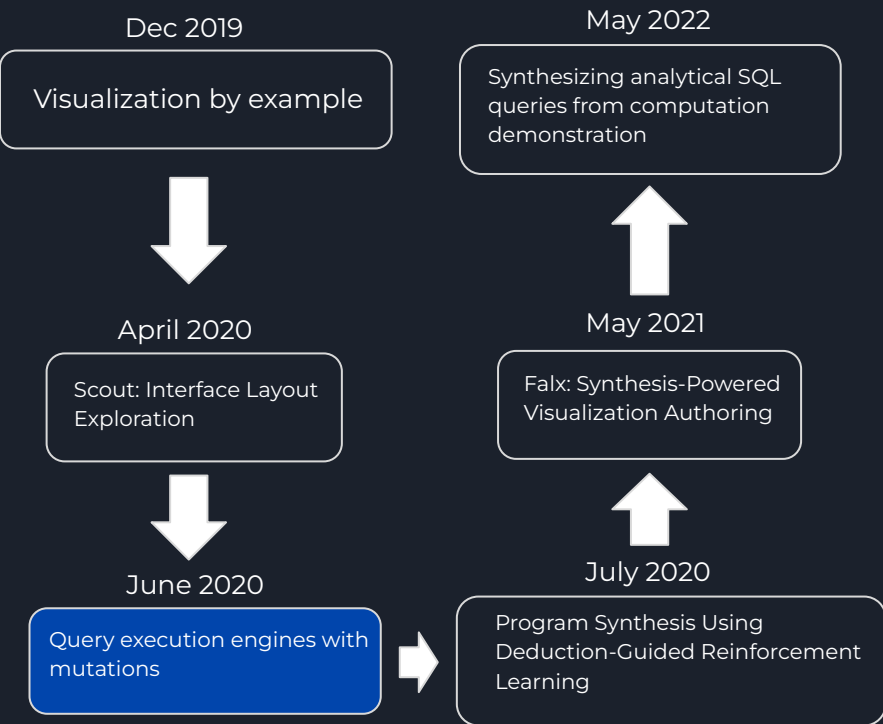 Dec 2019
Visualization by example
April 2020
Scout: Interface Layout
Exploration
June 2020
Query execution engines with
mutations
July 2020
Program Synthesis Using
Deduction-Guided Reinforcement
Learning
May 2021
Falx: Synthesis-Powered
Visualization Authoring
May 2022
Synthesizing analytical SQL
queries from computation
demonstration